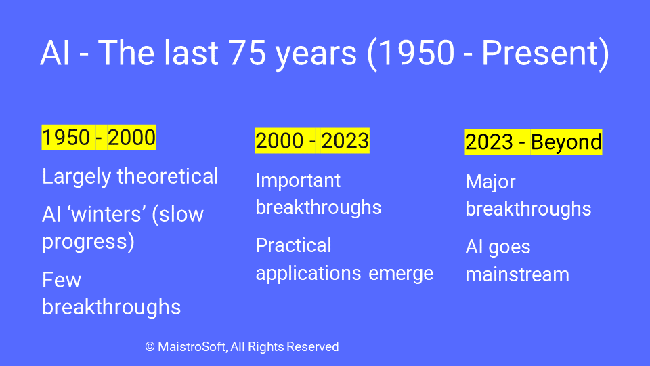 AI - The last 75 years (1950 - Present)
1950 - 2000
Largely theoretical
AI ‘winters’ (slow
progress)
Few
breakthroughs
2000 - 2023
Important
breakthroughs
Practical
applications emerge
2023 - Beyond
Major
breakthroughs
AI goes
mainstream
© MaistroSoft, All Rights Reserved